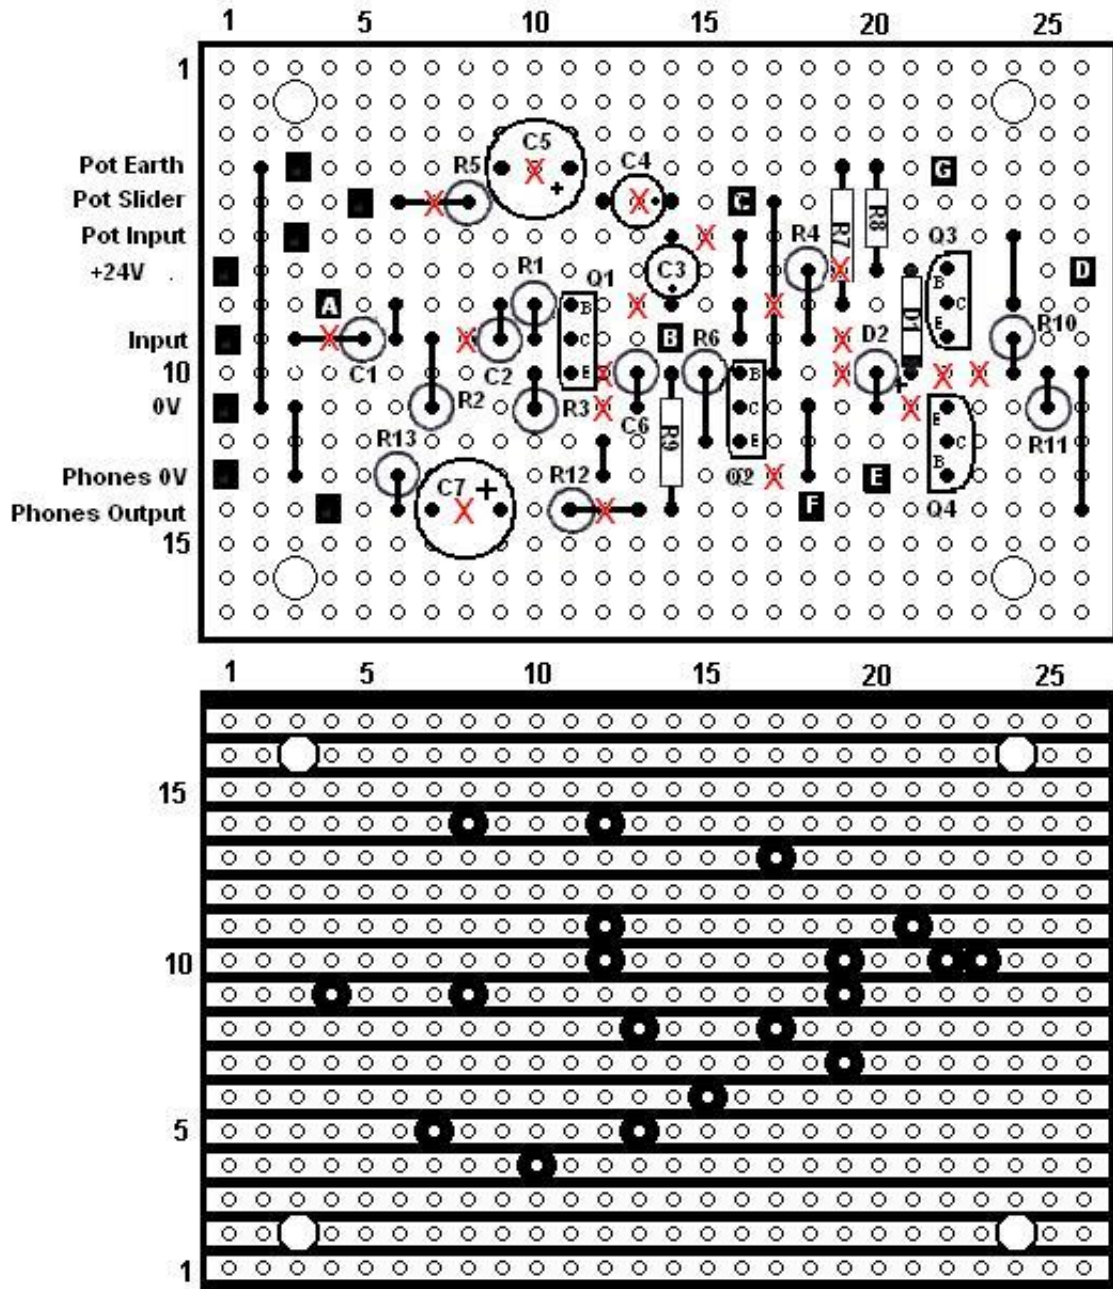 1 5 10 15 20 25
1
C5
Pot Earth R5 C4 G
Pot Slider + C R8
Pot Input R4 R7 Q3
+24V . R1 Q1 C3 B D
A B C D1
Input C B R6 D2 E R10
10 C1 C2 E B +
0V R2 R3 C6 R9 C E R11
R13 E C
Phones 0V C7 + R12 Q2 E B
Phones Output F Q4
15
1 5 10 15 20 25
15
10
5
1